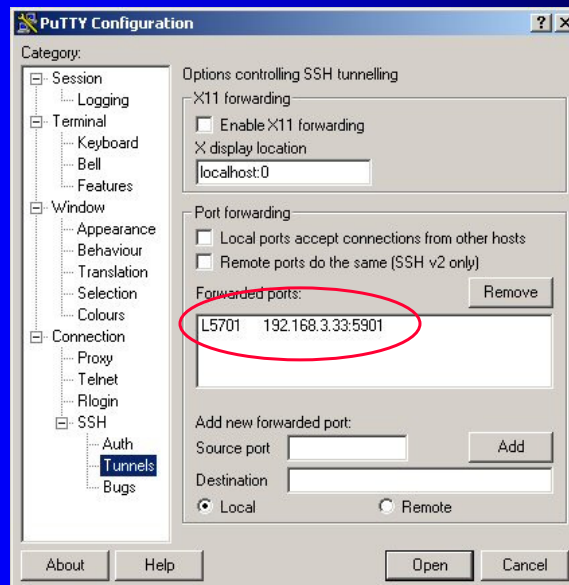 PuTTY Configuration
Category:
Session
Logging
Terminal
Keyboard
Bell
Features
Window
Appearance
Behaviour
Translation
Selection
Colours
Connection
Proxy
Telnet
Rlogin
SSH
Auth
Tunnels
Bugs
Options controlling SSH tunnelling
X11 forwarding
Enable X11 forwarding
X display location
localhost:0
Port forwarding
Local ports accept connections from other hosts
Remote ports do the same (SSH v2 only)
Forwarded ports:
Remove
L5701 192.168.3.33:5901
Add new forwarded port:
Source port
Add
Destination
Local
Remote
About
Help
Open
Cancel